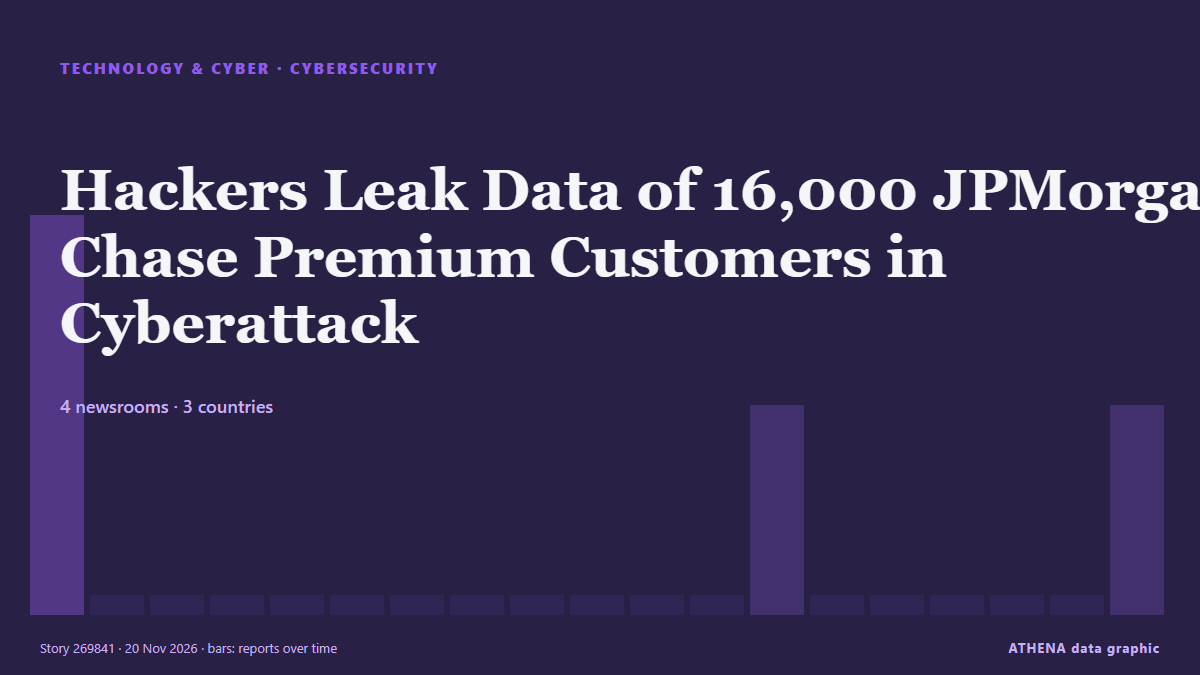 TECHNOLOGY & CYBER · CYBERSECURITY
Hackers Leak Data of 16,000 JPMorga
Chase Premium Customers in
Cyberattack
4 newsrooms · 3 countries
Story 269841 · 20 Nov 2026 · bars: reports over time
ATHENA data graphic